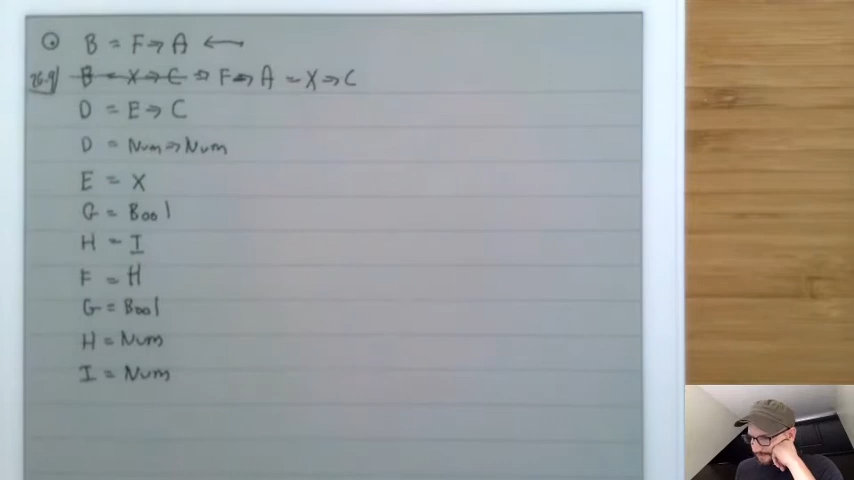 ⊙ B = F → A ←
B = X → C ⇒ F → A = X → C
D = E → C
D = Num → Num
E = X
G = Bool
H = I
F = H
G = Bool
H = Num
I = Num